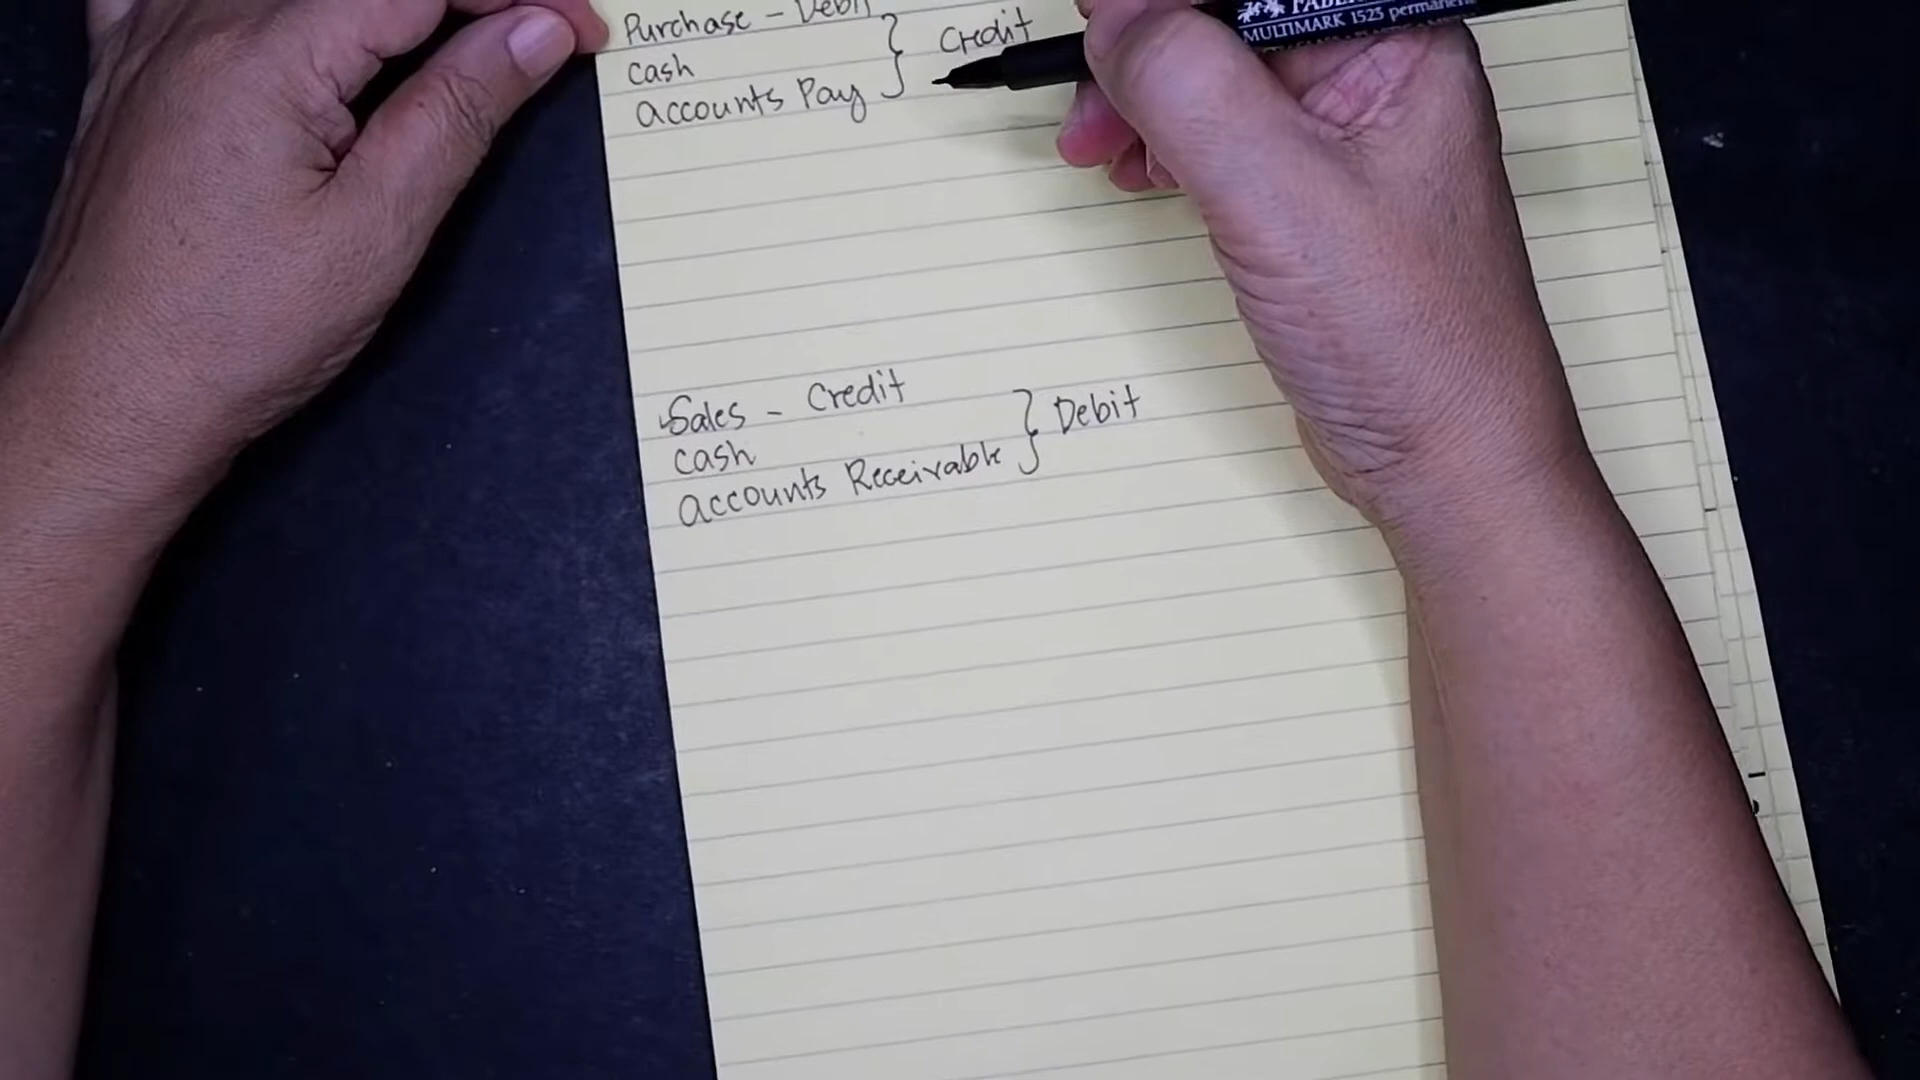 Purchase - Debit
Cash
Accounts Pay
} Credit
Sales - Credit
Cash
Accounts Receivable
} Debit
MULTIMARK 1525 permanent